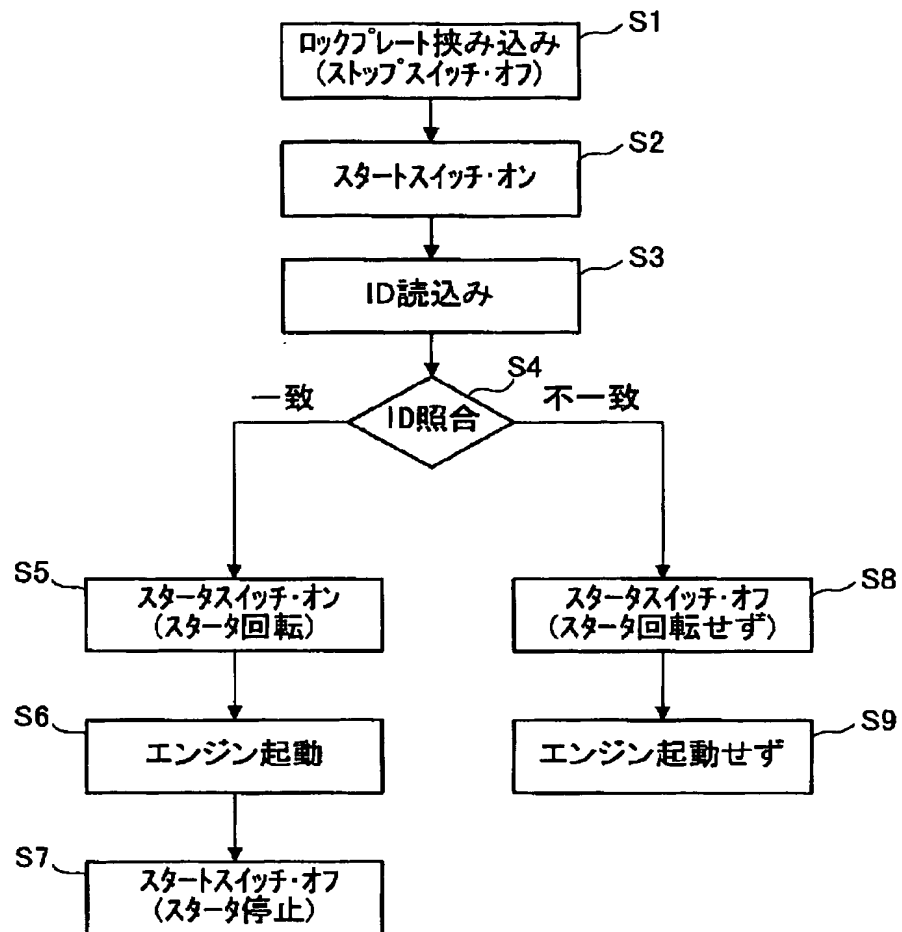 S1
ロックプレート挟み込み
(ストップスイッチ・オフ)
S2
スタートスイッチ・オン
S3
ID読込み
S4
一致
ID照合
不一致
S5
スタータスイッチ・オン
(スタータ回転)
S8
スタータスイッチ・オフ
(スタータ回転せず)
S6
エンジン起動
S9
エンジン起動せず
S7
スタートスイッチ・オフ
(スタータ停止)